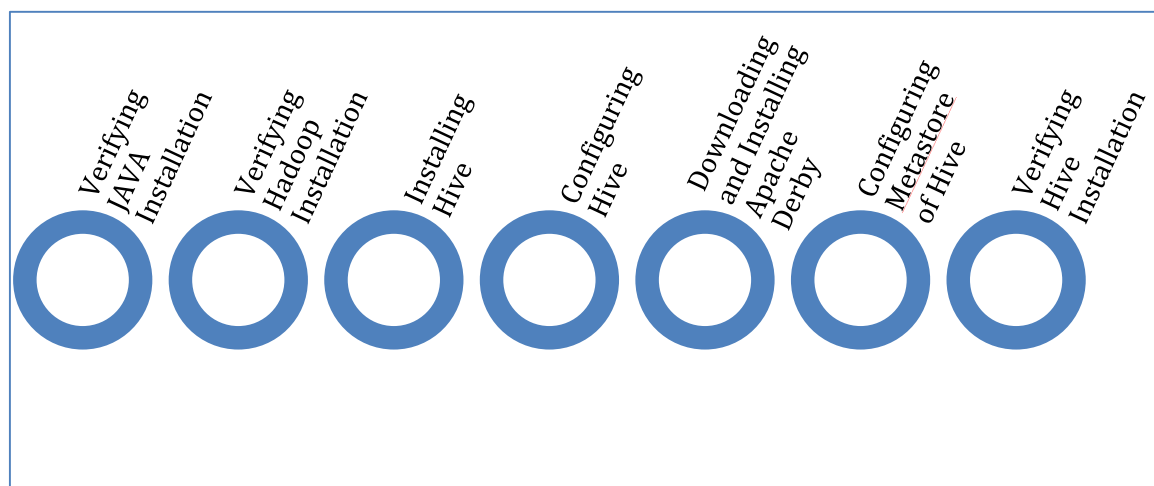 Verifying
JAVA
Installation
Verifying
Hadoop
Installation
Installing
Hive
Configuring
Hive
Downloading
and Installing
Apache
Derby
Configuring
Metastore
of Hive
Verifying
Hive
Installation